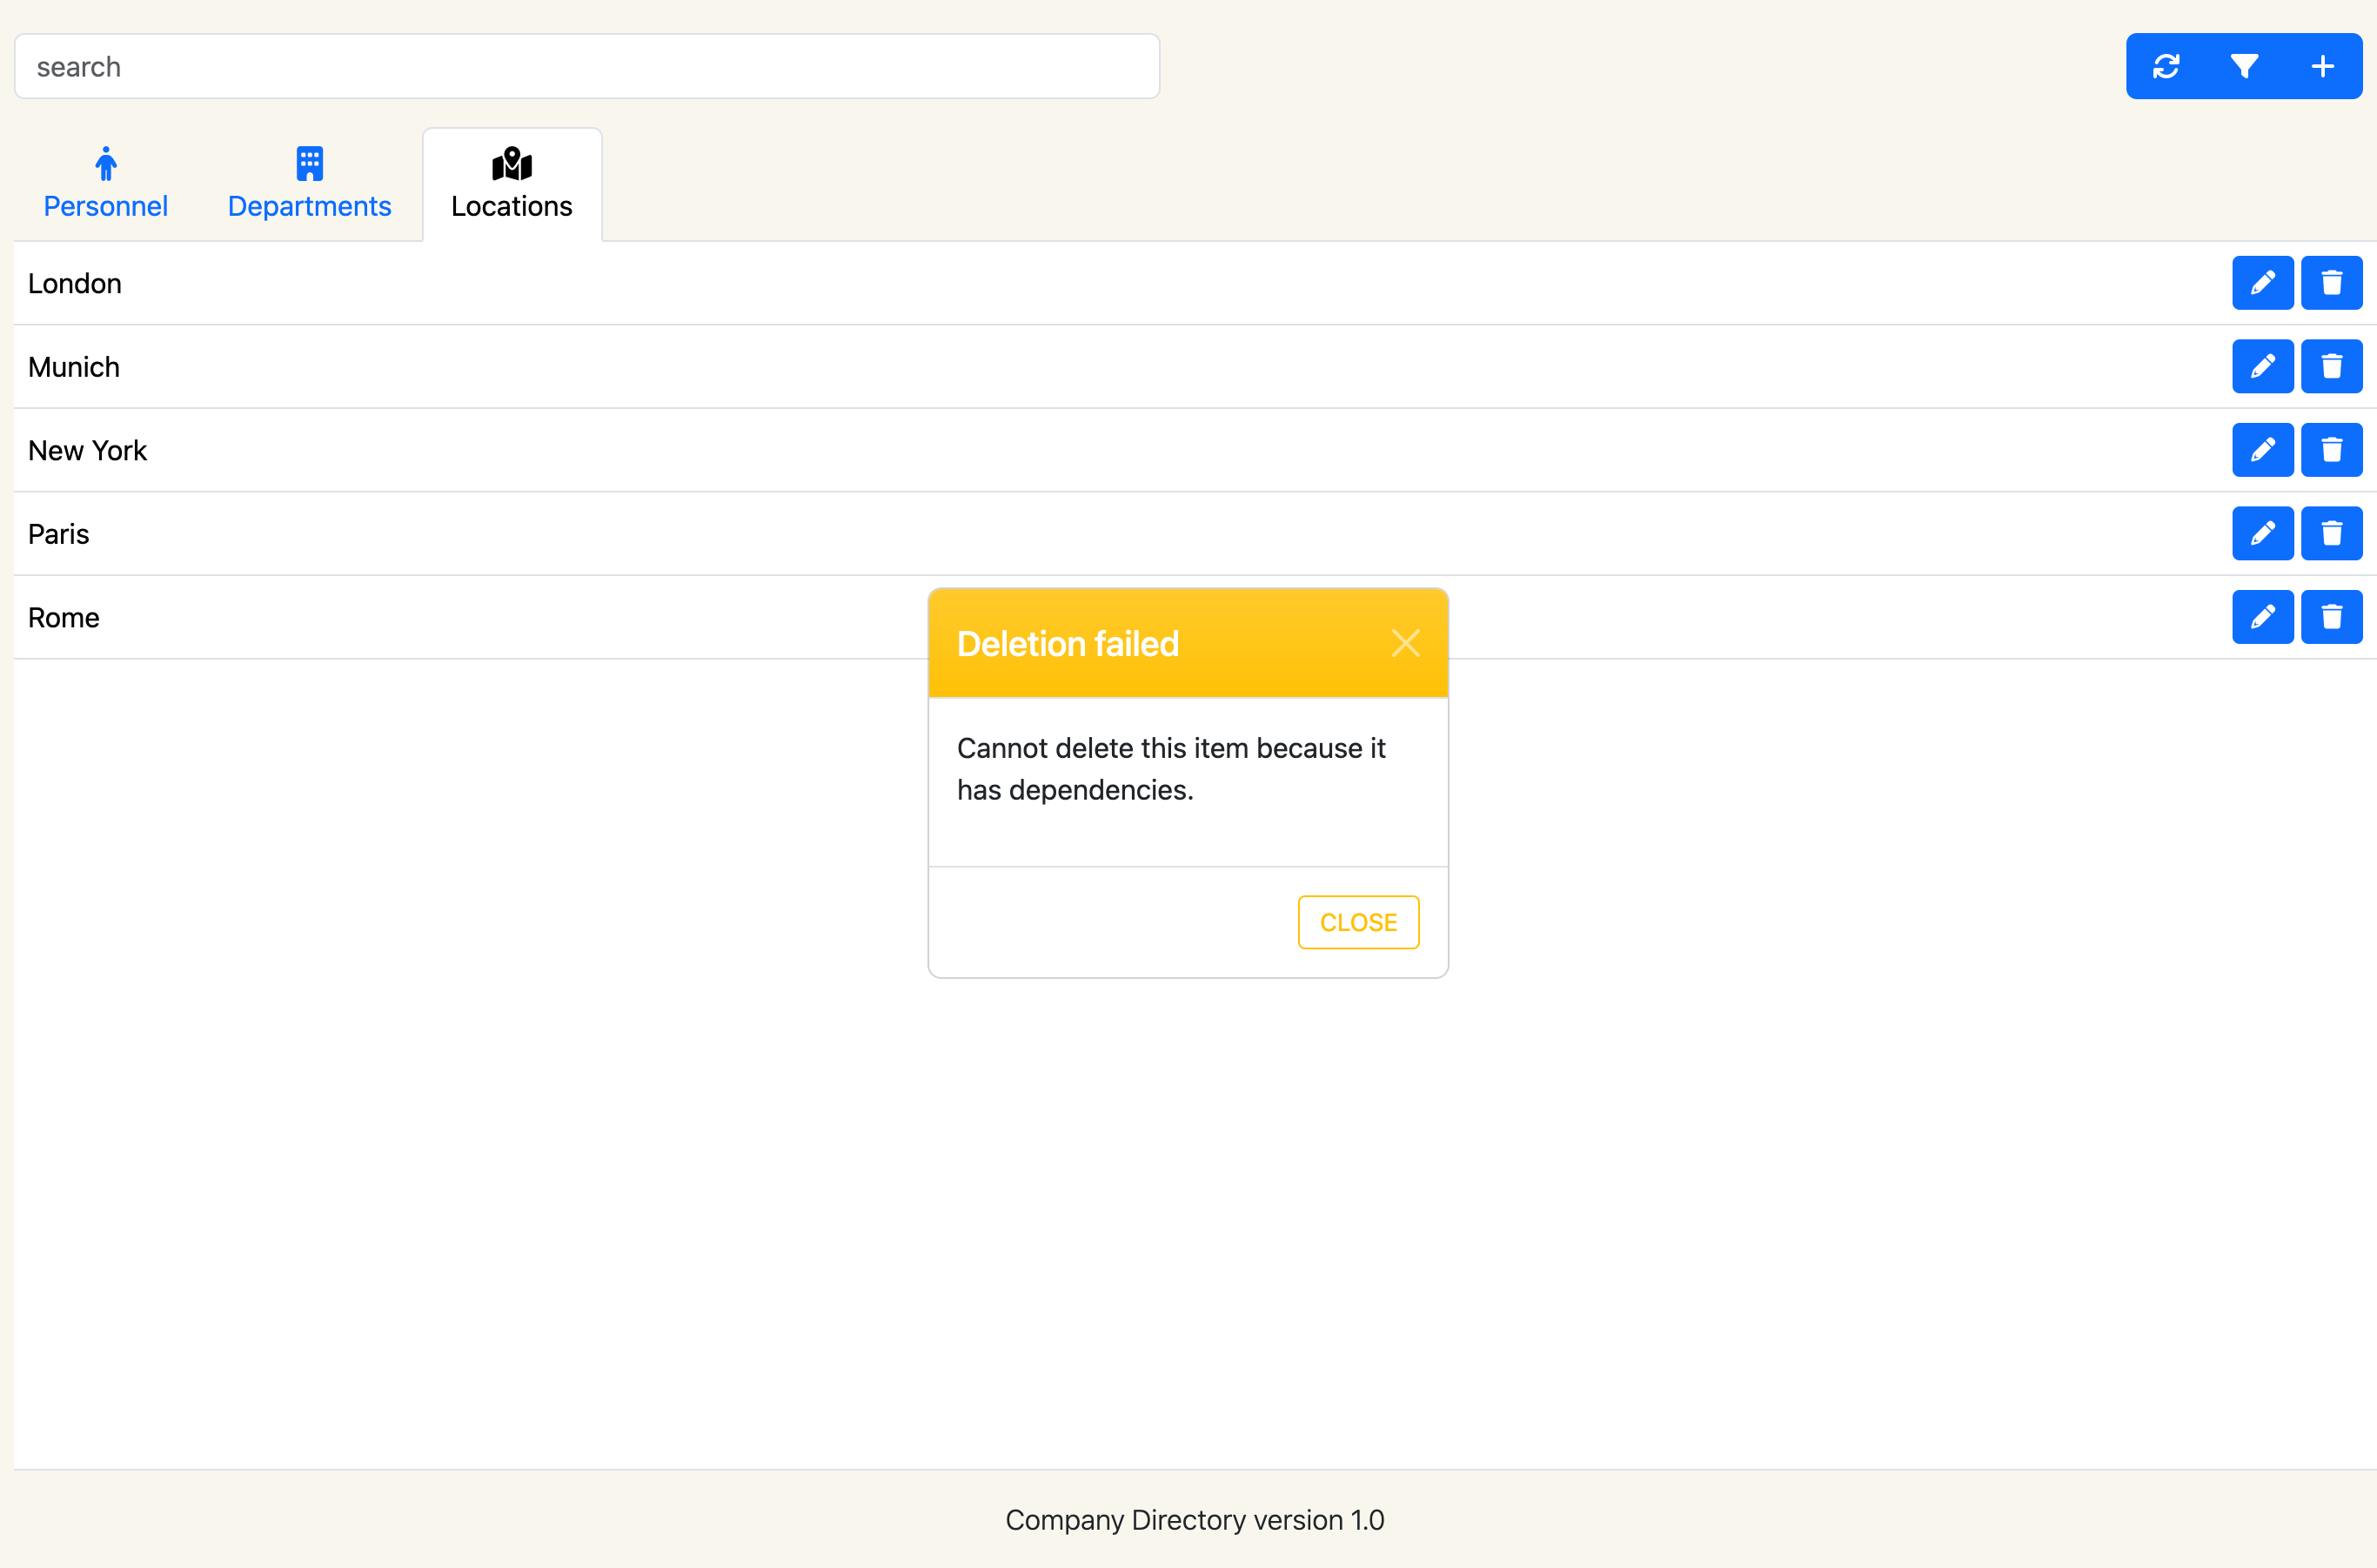 search
Personnel
Departments
Locations
London
Munich
New York
Paris
Rome
Deletion failed
Cannot delete this item because it
has dependencies.
CLOSE
Company Directory version 1.0